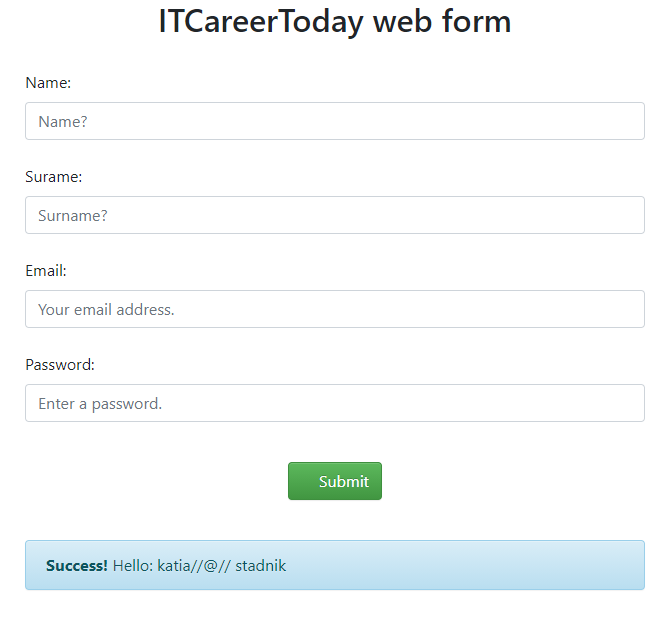 ITCareerToday web form
Name:
Name?
Surame:
Surname?
Email:
Your email address.
Password:
Enter a password.
Submit
Success! Hello: katia//@// stadnik